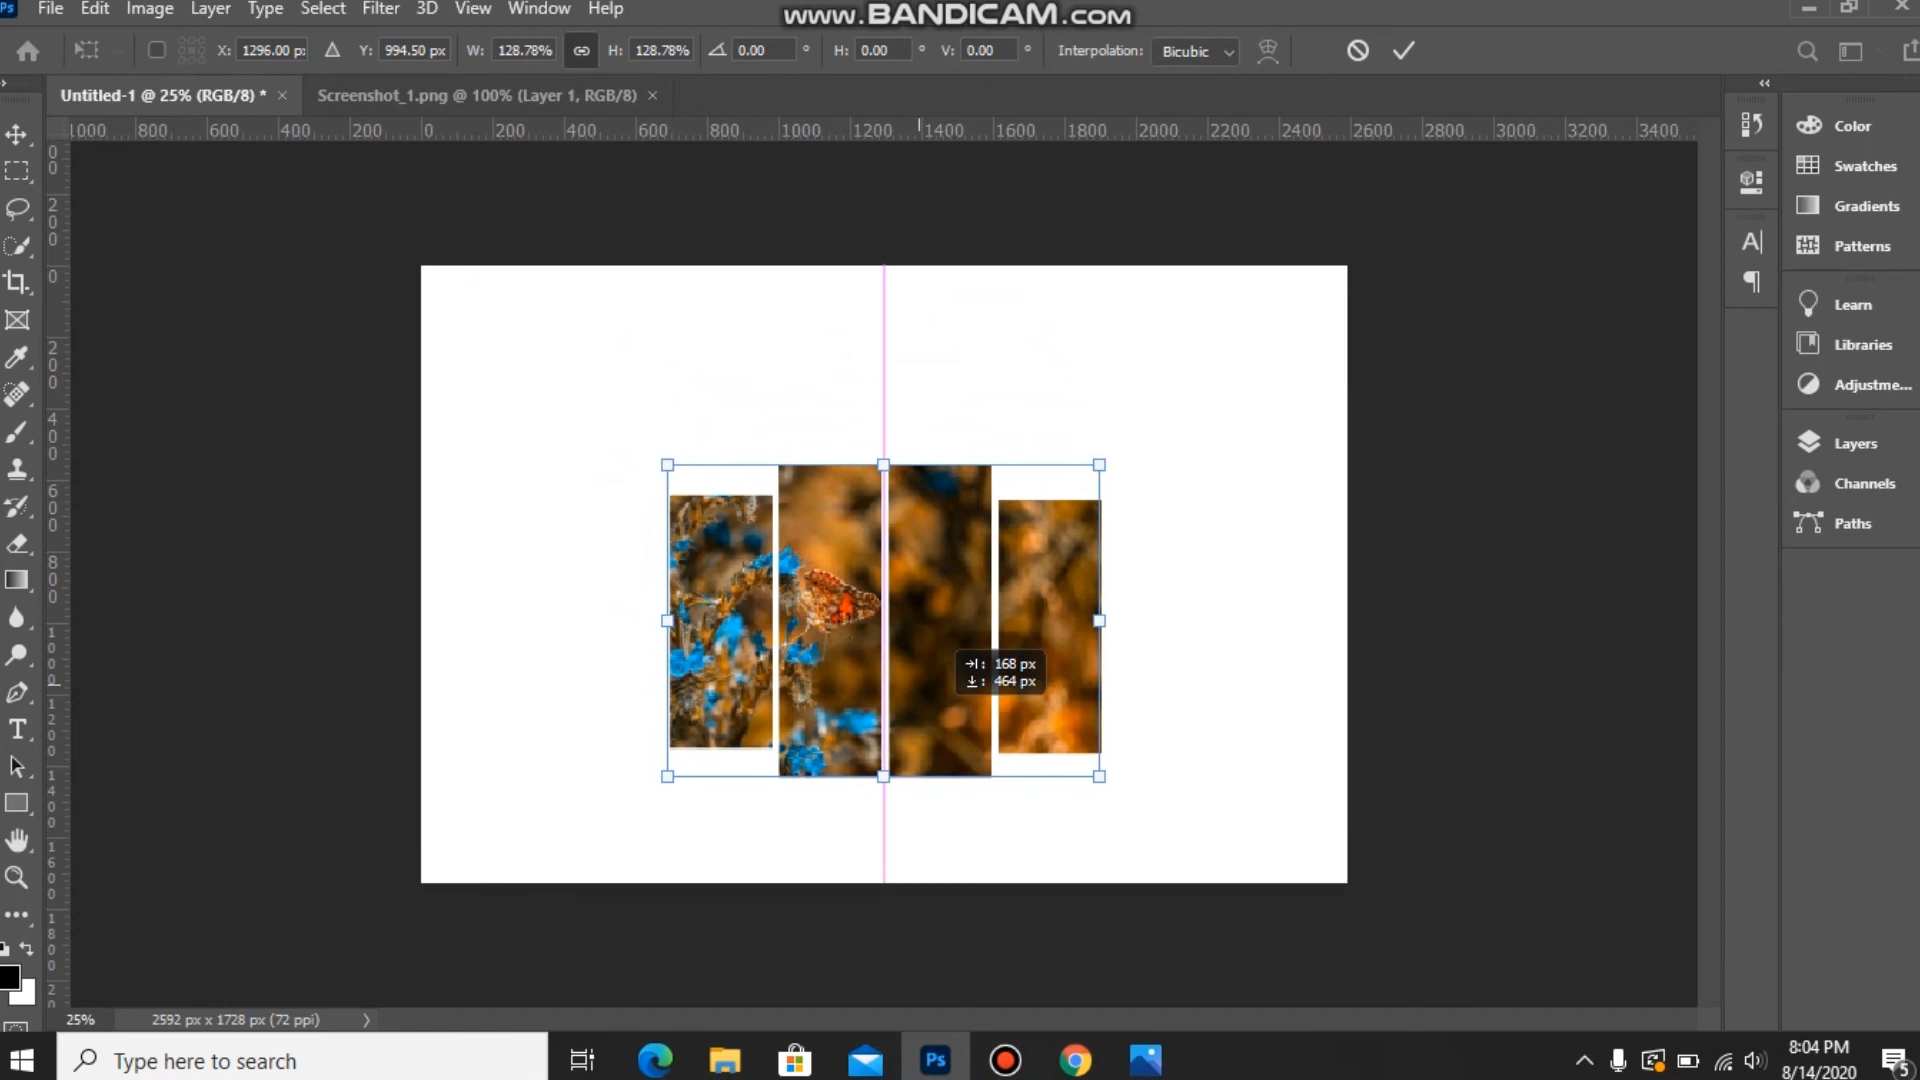 Ps File Edit Image Layer Type Select Filter 3D View Window Help
www.BANDICAM.com
X: 1296.00 p: Y: 994.50 px W: 128.78% H: 128.78% 0.00 ° H: 0.00 ° V: 0.00 ° Interpolation: Bicubic
Untitled-1 @ 25% (RGB/8) * × Screenshot_1.png @ 100% (Layer 1, RGB/8) ×
1000 800 600 400 200 0 200 400 600 800 1000 1200 1400 1600 1800 2000 2200 2400 2600 2800 3000 3200 3400
Color
Swatches
Gradients
Patterns
Learn
Libraries
Adjustme...
Layers
Channels
Paths
: 168 px
: 464 px
25% 2592 px x 1728 px (72 ppi)
Type here to search
Ps
8:04 PM
8/14/2020
5